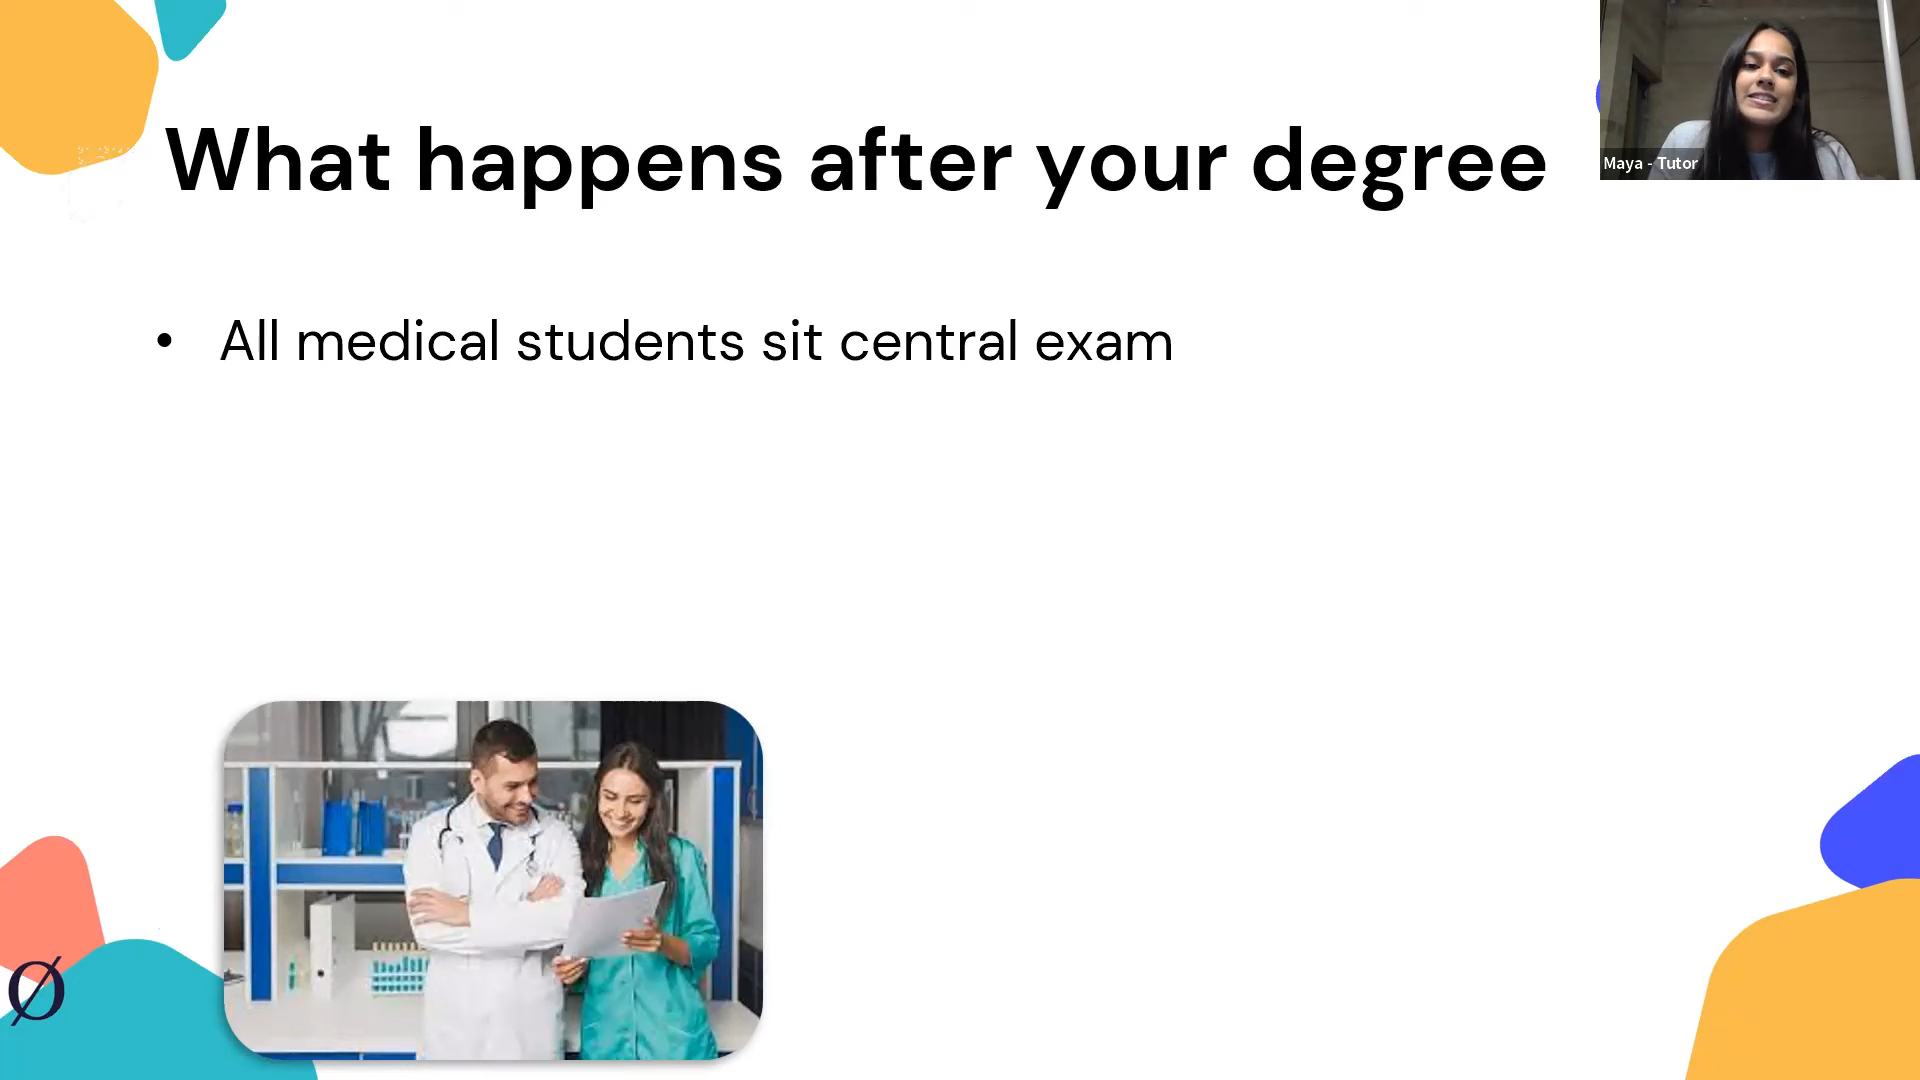 What happens after your degree
Maya - Tutor
• All medical students sit central exam
Ø